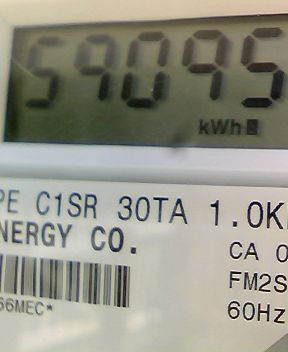 59095
kWh
PE C1SR 30TA 1.0K
NERGY CO.
CA 0
FM2S
66MEC*
60Hz